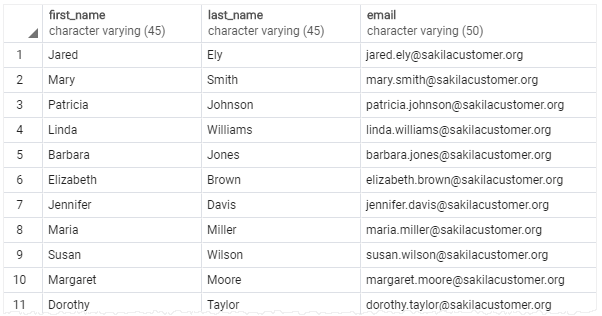 first_name last_name email
character varying (45) character varying (45) character varying (50)
1 Jared Ely jared.ely@sakilacustomer.org
2 Mary Smith mary.smith@sakilacustomer.org
3 Patricia Johnson patricia.johnson@sakilacustomer.org
4 Linda Williams linda.williams@sakilacustomer.org
5 Barbara Jones barbara.jones@sakilacustomer.org
6 Elizabeth Brown elizabeth.brown@sakilacustomer.org
7 Jennifer Davis jennifer.davis@sakilacustomer.org
8 Maria Miller maria.miller@sakilacustomer.org
9 Susan Wilson susan.wilson@sakilacustomer.org
10 Margaret Moore margaret.moore@sakilacustomer.org
11 Dorothy Taylor dorothy.taylor@sakilacustomer.org